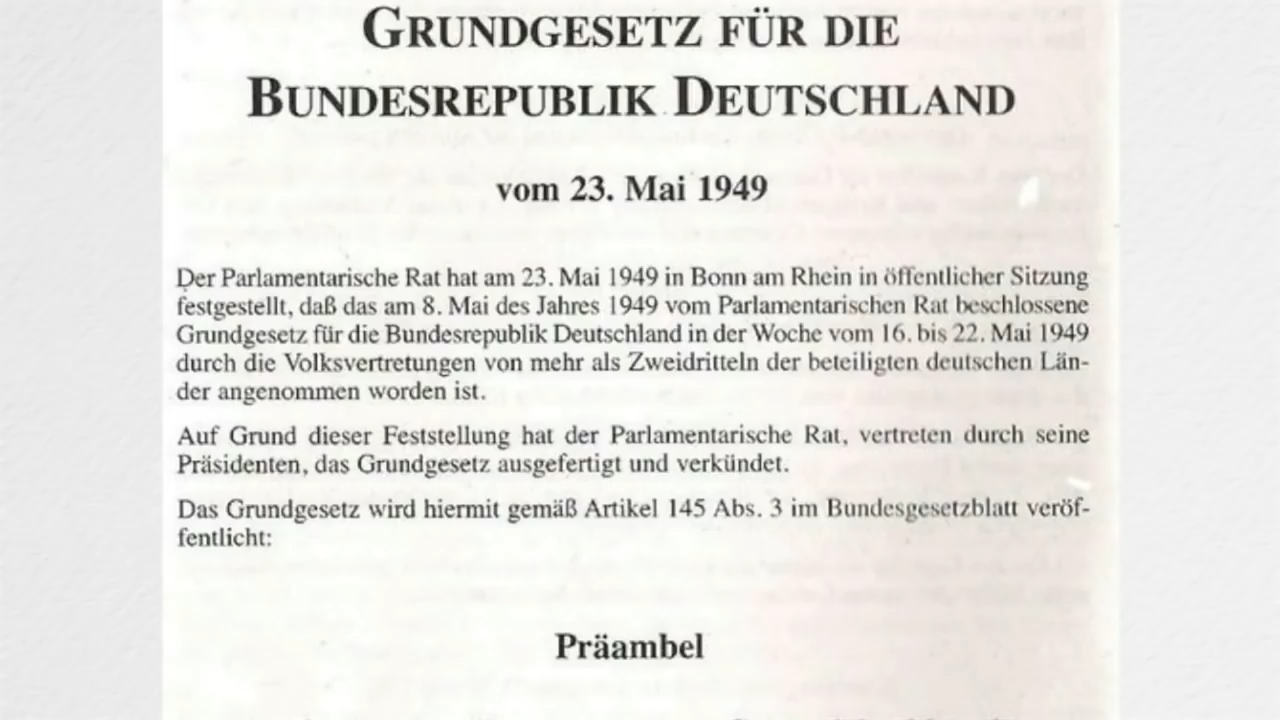 GRUNDGESETZ FÜR DIE
BUNDESREPUBLIK DEUTSCHLAND
vom 23. Mai 1949
Der Parlamentarische Rat hat am 23. Mai 1949 in Bonn am Rhein in öffentlicher Sitzung
festgestellt, daß das am 8. Mai des Jahres 1949 vom Parlamentarischen Rat beschlossene
Grundgesetz für die Bundesrepublik Deutschland in der Woche vom 16. bis 22. Mai 1949
durch die Volksvertretungen von mehr als Zweidritteln der beteiligten deutschen Län-
der angenommen worden ist.
Auf Grund dieser Feststellung hat der Parlamentarische Rat, vertreten durch seine
Präsidenten, das Grundgesetz ausgefertigt und verkündet.
Das Grundgesetz wird hiermit gemäß Artikel 145 Abs. 3 im Bundesgesetzblatt veröf-
fentlicht:
Präambel